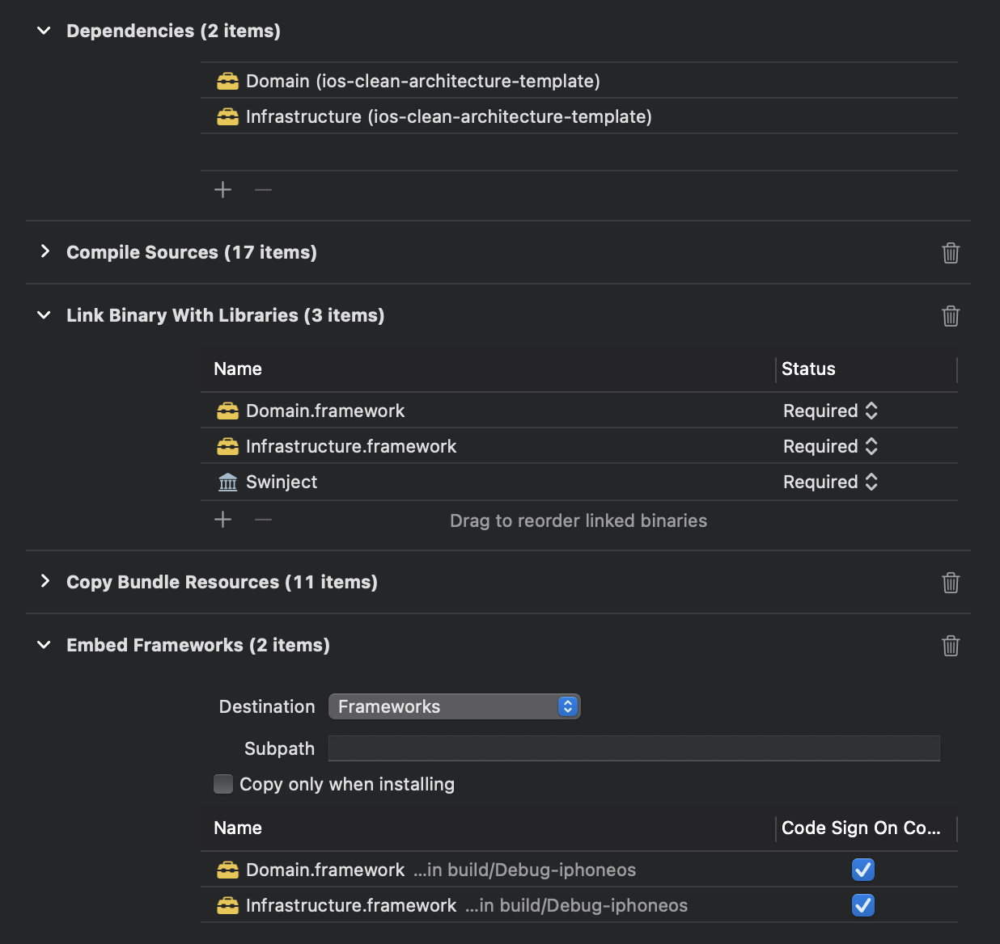 Dependencies (2 items)
Domain (ios-clean-architecture-template)
Infrastructure (ios-clean-architecture-template)
Compile Sources (17 items)
Link Binary With Libraries (3 items)
Name Status
Domain.framework Required
Infrastructure.framework Required
Swinject Required
Drag to reorder linked binaries
Copy Bundle Resources (11 items)
Embed Frameworks (2 items)
Destination Frameworks
Subpath
Copy only when installing
Name Code Sign On Co...
Domain.framework ...in build/Debug-iphoneos
Infrastructure.framework ...in build/Debug-iphoneos